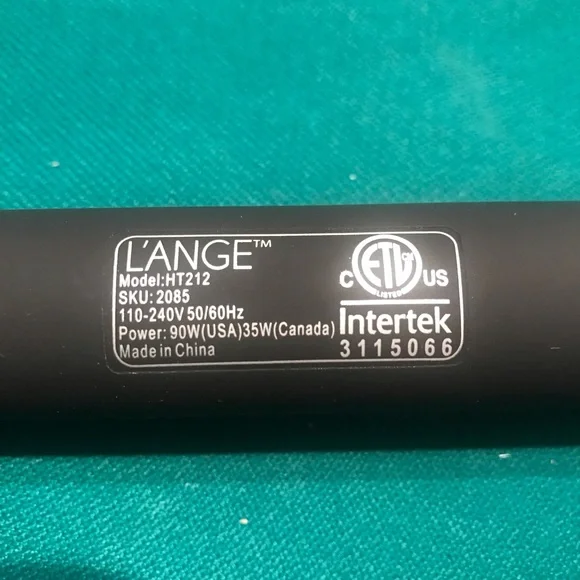 L'ANGE™
Model:HT212
SKU: 2085
110-240V 50/60Hz
Power: 90W(USA)35W(Canada)
Made in China
C ETL CM US
LISTED
Intertek
3115066